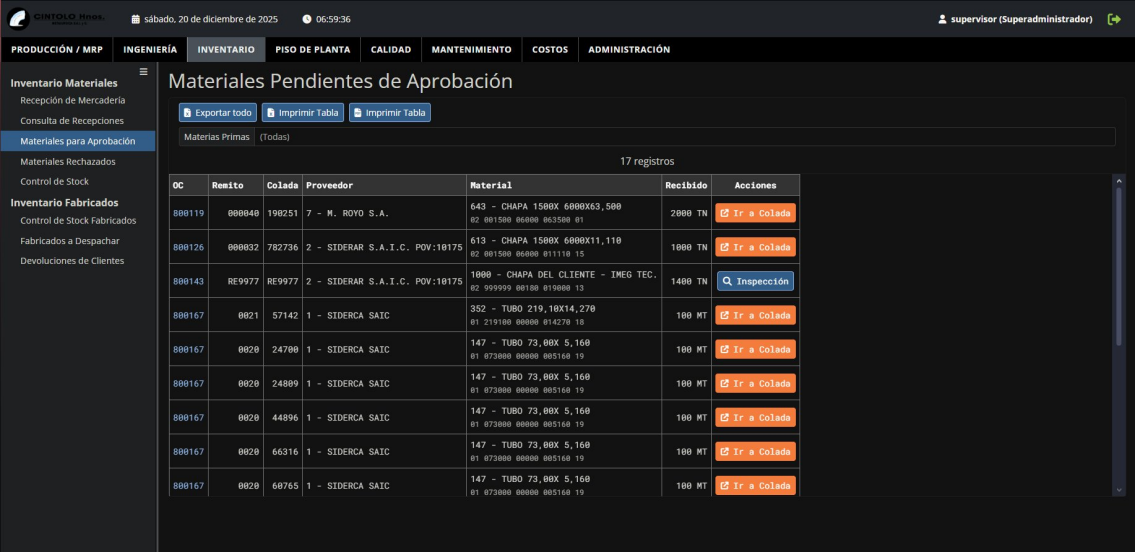 CINTOLO Hnos.
sábado, 20 de diciembre de 2025
06:59:36
supervisor (Superadministrador)
PRODUCCIÓN / MRP
INGENIERÍA
INVENTARIO
PISO DE PLANTA
CALIDAD
MANTENIMIENTO
COSTOS
ADMINISTRACIÓN
Inventario Materiales
Recepción de Mercadería
Consulta de Recepciones
Materiales para Aprobación
Materiales Rechazados
Control de Stock
Inventario Fabricados
Control de Stock Fabricados
Fabricados a Despachar
Devoluciones de Clientes
Materiales Pendientes de Aprobación
Exportar todo
Imprimir Tabla
Imprimir Tabla
Materias Primas (Todas)
17 registros
OC Remito Colada Proveedor Material Recibido Acciones
800119 000040 190251 7 - M. ROYO S.A. 643 - CHAPA 1500X 6000X63,500 2000 TN Ir a Colada
02 001500 06000 063500 01
800126 000032 782736 2 - SIDERAR S.A.I.C. POV:10175 613 - CHAPA 1500X 6000X11,110 1000 TN Ir a Colada
02 001500 06000 011110 15
800143 RE9977 RE9977 2 - SIDERAR S.A.I.C. POV:10175 1000 - CHAPA DEL CLIENTE - IMEG TEC. 1400 TN Inspección
02 999999 00180 019000 13
800167 0021 57142 1 - SIDERCA SAIC 352 - TUBO 219,10X14,270 100 MT Ir a Colada
01 219100 00000 014270 18
800167 0020 24700 1 - SIDERCA SAIC 147 - TUBO 73,00X 5,160 100 MT Ir a Colada
01 073000 00000 005160 19
800167 0020 24809 1 - SIDERCA SAIC 147 - TUBO 73,00X 5,160 100 MT Ir a Colada
01 073000 00000 005160 19
800167 0020 44896 1 - SIDERCA SAIC 147 - TUBO 73,00X 5,160 100 MT Ir a Colada
01 073000 00000 005160 19
800167 0020 66316 1 - SIDERCA SAIC 147 - TUBO 73,00X 5,160 100 MT Ir a Colada
01 073000 00000 005160 19
800167 0020 60765 1 - SIDERCA SAIC 147 - TUBO 73,00X 5,160 100 MT Ir a Colada
01 073000 00000 005160 19